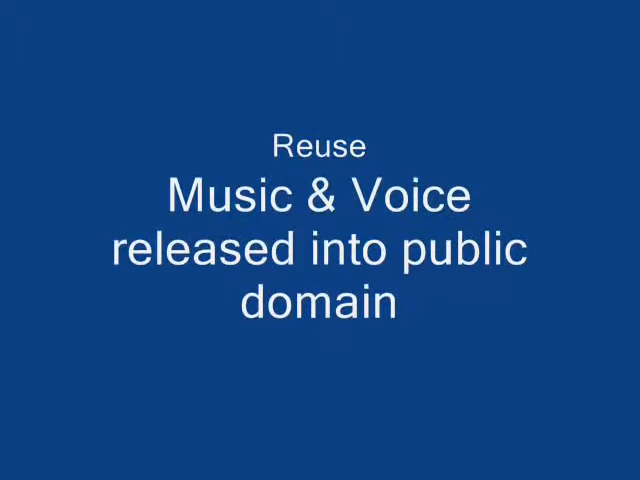 Reuse
Music & Voice
released into public
domain